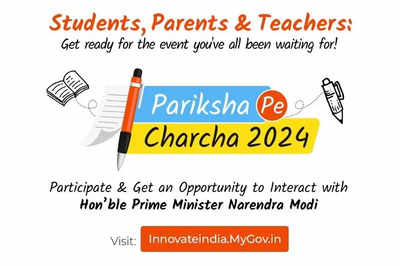 Students, Parents & Teachers:
Get ready for the event you've all been waiting for!
Pariksha Pe
Charcha 2024
Participate & Get an Opportunity to Interact with
Hon'ble Prime Minister Narendra Modi
Visit: Innovateindia.MyGov.in